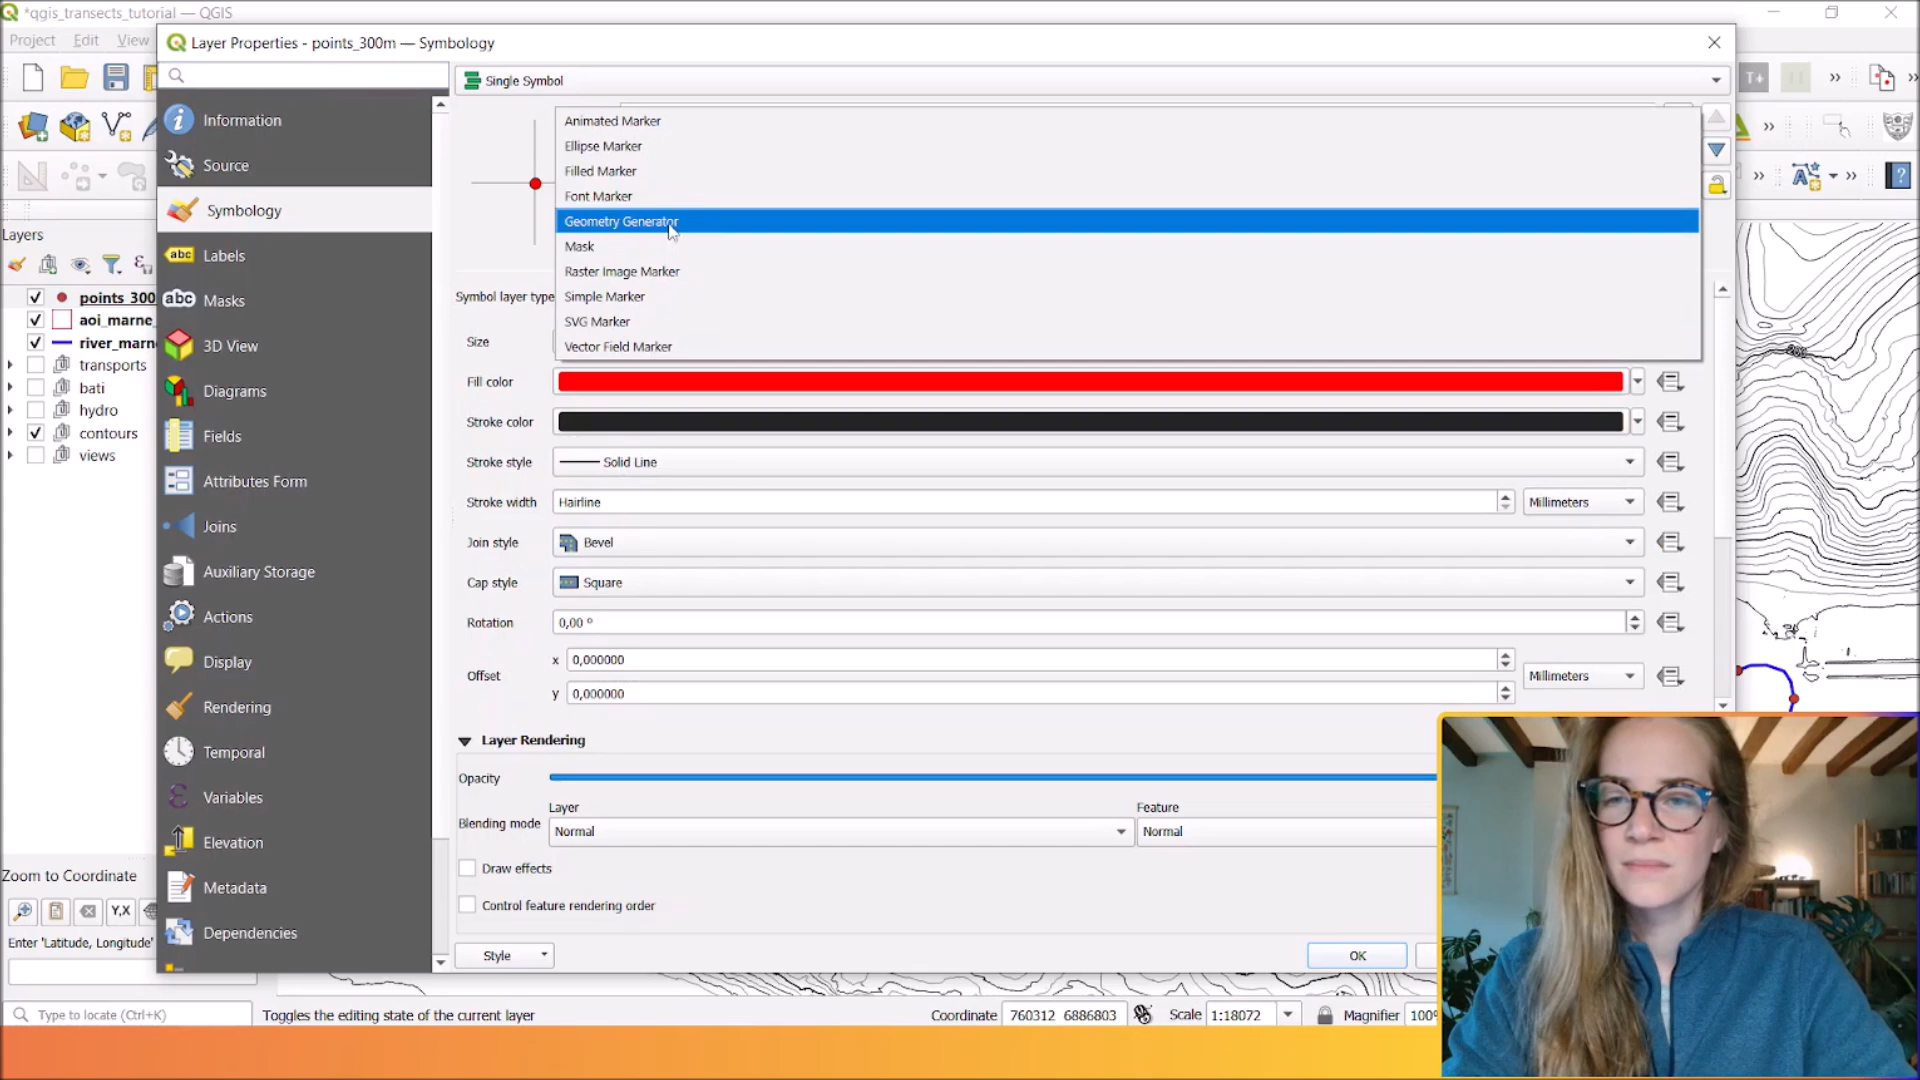 *qgis_transects_tutorial — QGIS
Project Edit View
Layer Properties - points_300m — Symbology
Single Symbol
Information
Source
Symbology
Labels
Masks
3D View
Diagrams
Fields
Attributes Form
Joins
Auxiliary Storage
Actions
Display
Rendering
Temporal
Variables
Elevation
Metadata
Dependencies
Layers
points_300
aoi_marne_
river_marne
transports
bati
hydro
contours
views
Animated Marker
Ellipse Marker
Filled Marker
Font Marker
Geometry Generator
Mask
Raster Image Marker
Simple Marker
SVG Marker
Vector Field Marker
Symbol layer type
Size
Fill color
Stroke color
Stroke style Solid Line
Stroke width Hairline Millimeters
Join style Bevel
Cap style Square
Rotation 0,00 °
Offset x 0,000000 Millimeters
y 0,000000
Layer Rendering
Opacity
Layer Feature
Blending mode Normal Normal
Draw effects
Control feature rendering order
Style OK
Zoom to Coordinate
Y,X
Enter 'Latitude, Longitude'
Type to locate (Ctrl+K) Toggles the editing state of the current layer Coordinate 760312 6886803 Scale 1:18072 Magnifier 100%